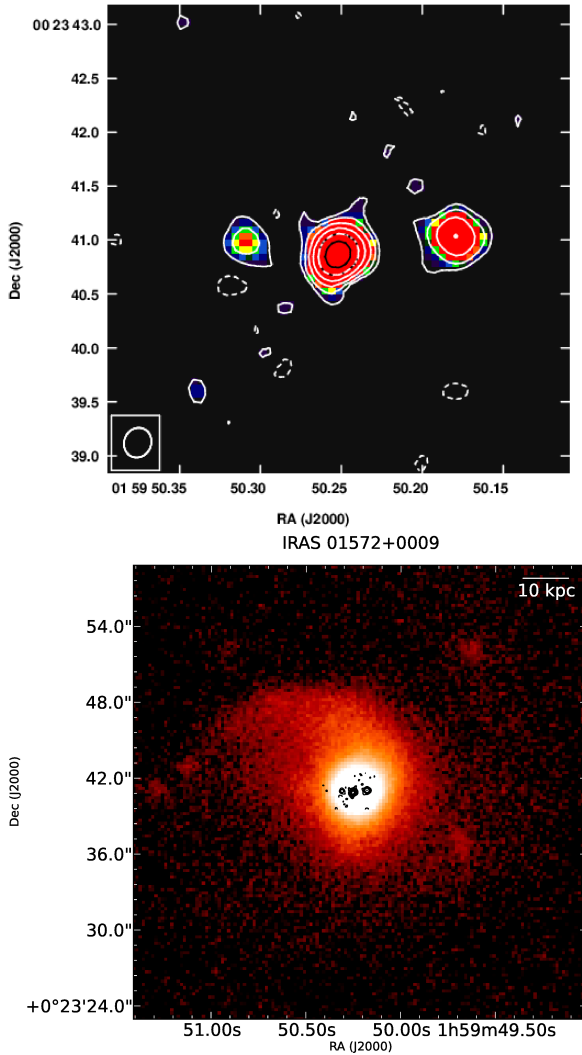 00 23 43.0
42.5
42.0
41.5
41.0
40.5
40.0
39.5
39.0
Dec (J2000)
01 59 50.35
50.30
50.25
50.20
50.15
RA (J2000)
IRAS 01572+0009
10 kpc
54.0"
48.0"
42.0"
36.0"
30.0"
+0°23'24.0"
Dec (J2000)
51.00s
50.50s
50.00s
1h59m49.50s
RA (J2000)